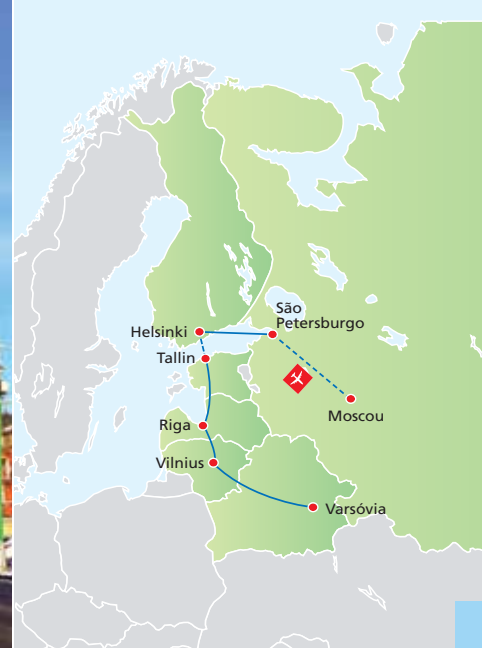 São
Petersburgo
Helsinki
Tallin
Moscou
Riga
Vilnius
Varsóvia